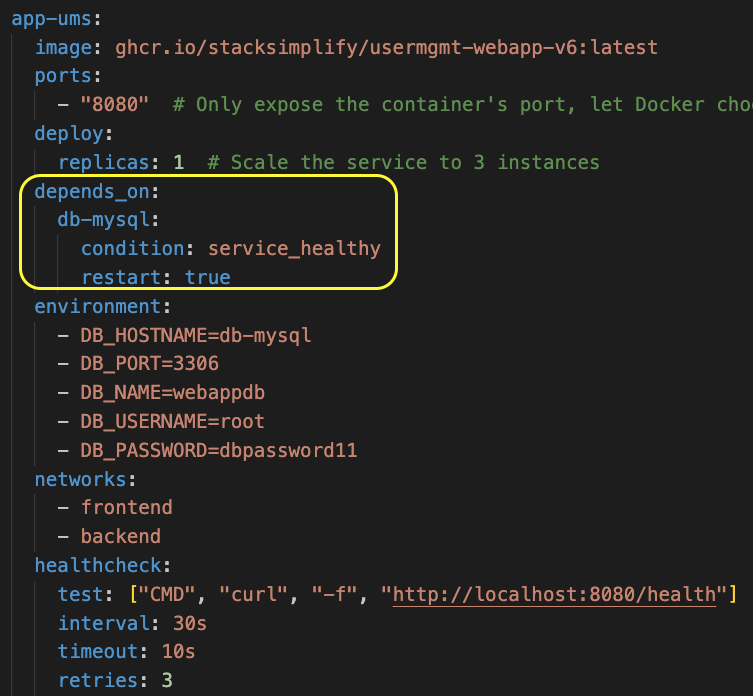 app-ums:
image: ghcr.io/stacksimplify/usermgmt-webapp-v6:latest
ports:
- "8080"  # Only expose the container's port, let Docker choo
deploy:
replicas: 1  # Scale the service to 3 instances
depends_on:
db-mysql:
condition: service_healthy
restart: true
environment:
- DB_HOSTNAME=db-mysql
- DB_PORT=3306
- DB_NAME=webappdb
- DB_USERNAME=root
- DB_PASSWORD=dbpassword11
networks:
- frontend
- backend
healthcheck:
test: ["CMD", "curl", "-f", "http://localhost:8080/health"]
interval: 30s
timeout: 10s
retries: 3